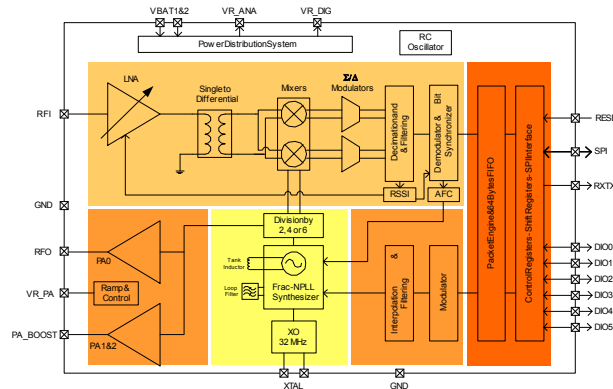 VBAT1&2 VR_ANA VR_DIG
PowerDistributionSystem
RC
Oscillator
LNA
Singleto
Differential
Mixers
Σ/Δ
Modulators
Decimationand
& Filtering
Demodulator &
Bit
Synchronizer
RSSI
AFC
PacketEngine&64BytesFIFO
ControlRegisters-ShiftRegisters-SPIInterface
RFI
GND
RFO
VR_PA
PA_BOOST
RESI
SPI
RXTX
DIO0
DIO1
DIO2
DIO3
DIO4
DIO5
PA0
Ramp&
Control
PA1&2
Divisionby
2, 4 or 6
Tank
Inductor
Loop
Filter
Frac-NPLL
Synthesizer
XO
32 MHz
Interpolation &
Filtering
Modulator
XTAL
GND